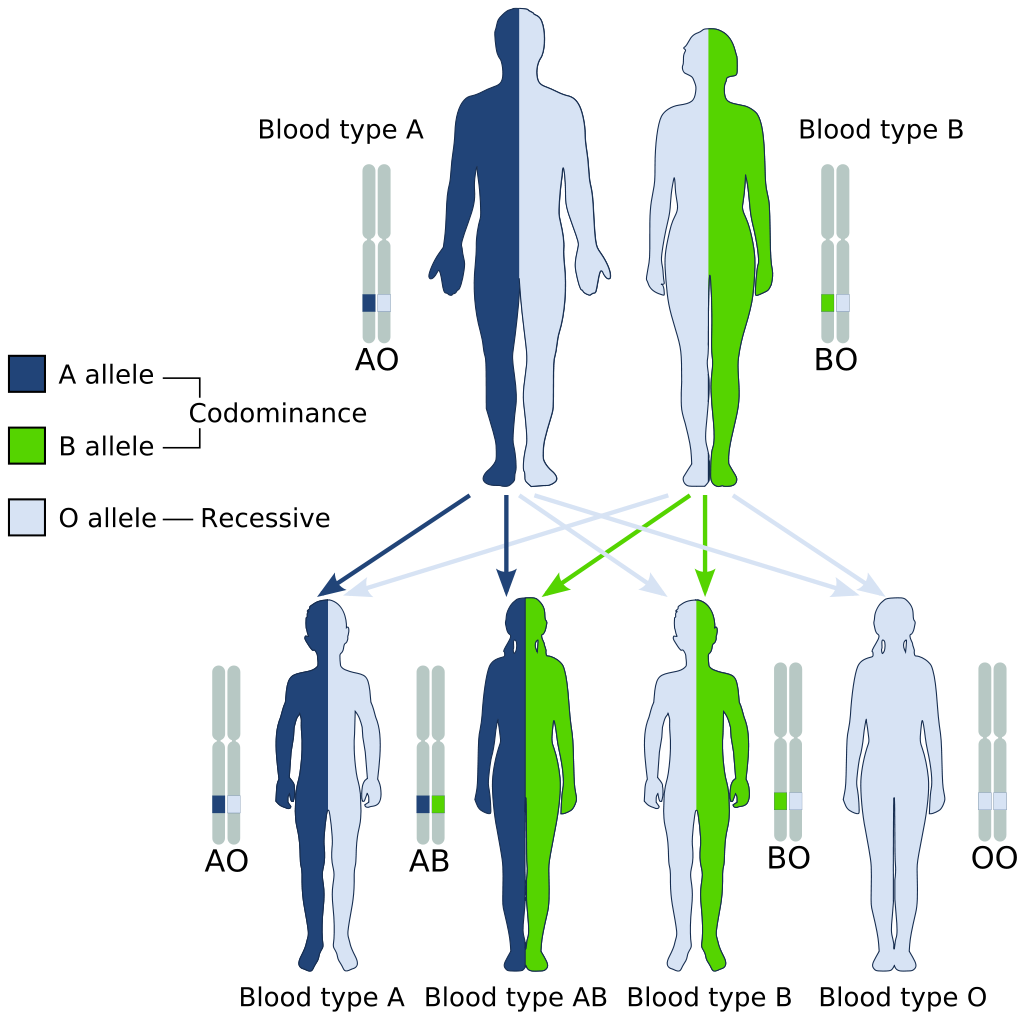 Blood type A
Blood type B
AO
BO
A allele
Codominance
B allele
O allele
Recessive
AO
AB
BO
OO
Blood type A
Blood type AB
Blood type B
Blood type O